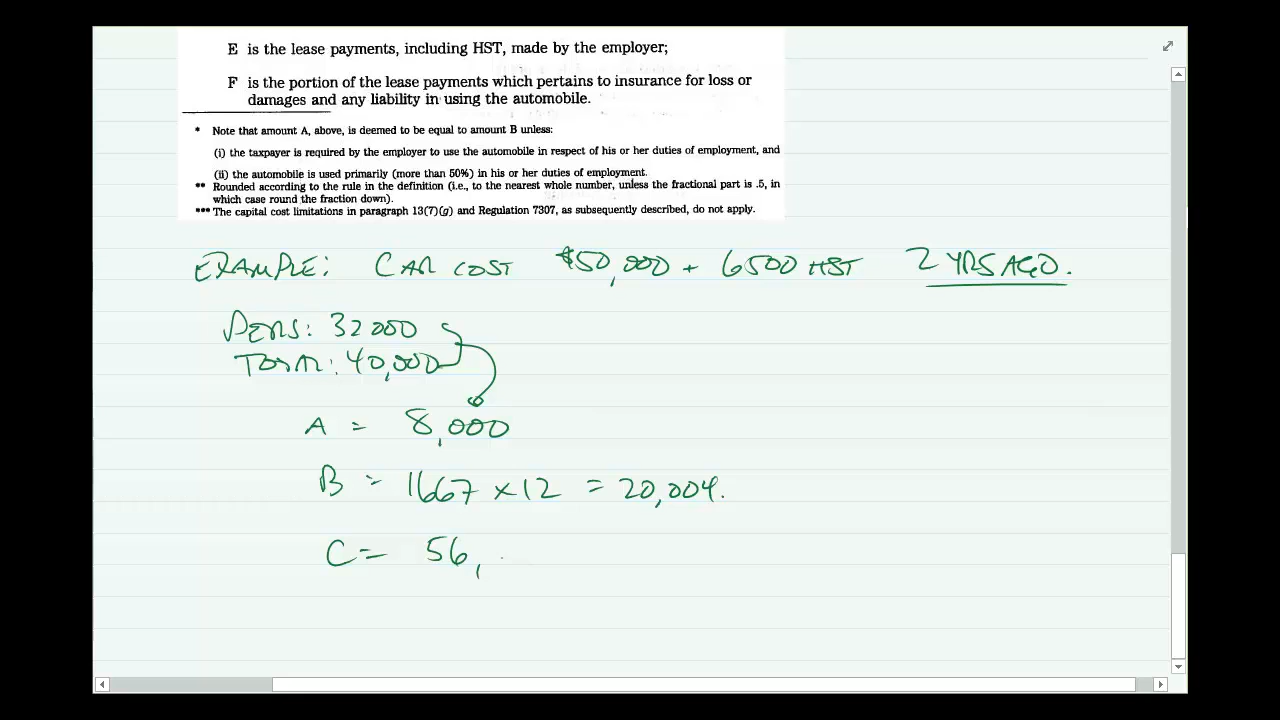 E is the lease payments, including HST, made by the employer;
F is the portion of the lease payments which pertains to insurance for loss or
damages and any liability in using the automobile.
* Note that amount A, above, is deemed to be equal to amount B unless:
(i) the taxpayer is required by the employer to use the automobile in respect of his or her duties of employment, and
(ii) the automobile is used primarily (more than 50%) in his or her duties of employment.
** Rounded according to the rule in the definition (i.e., to the nearest whole number, unless the fractional part is .5, in
which case round the fraction down).
*** The capital cost limitations in paragraph 13(7)(g) and Regulation 7307, as subsequently described, do not apply.
EXAMPLE: CAR COST $50,000 + 6500 HST 2 YRS AGO.
PERS: 32000
TOTAL: 40,000
A = 8,000
B = 1667 × 12 = 20,004.
C = 56,